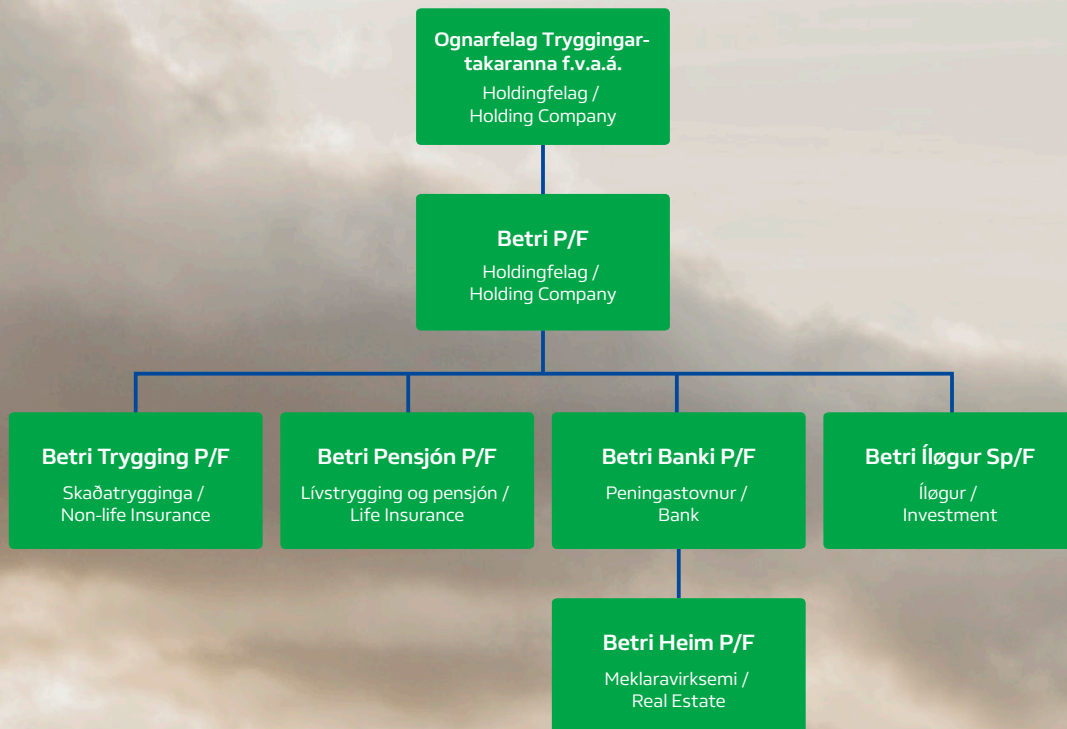 Ognarfelag Tryggingar-
takaranna f.v.a.á.
Holdingfelag /
Holding Company
Betri P/F
Holdingfelag /
Holding Company
Betri Trygging P/F
Skaðatrygginga /
Non-life Insurance
Betri Pensjón P/F
Lívstrygging og pensjón /
Life Insurance
Betri Banki P/F
Peningastovnur /
Bank
Betri Íløgur Sp/F
Íløgur /
Investment
Betri Heim P/F
Meklaravirksemi /
Real Estate